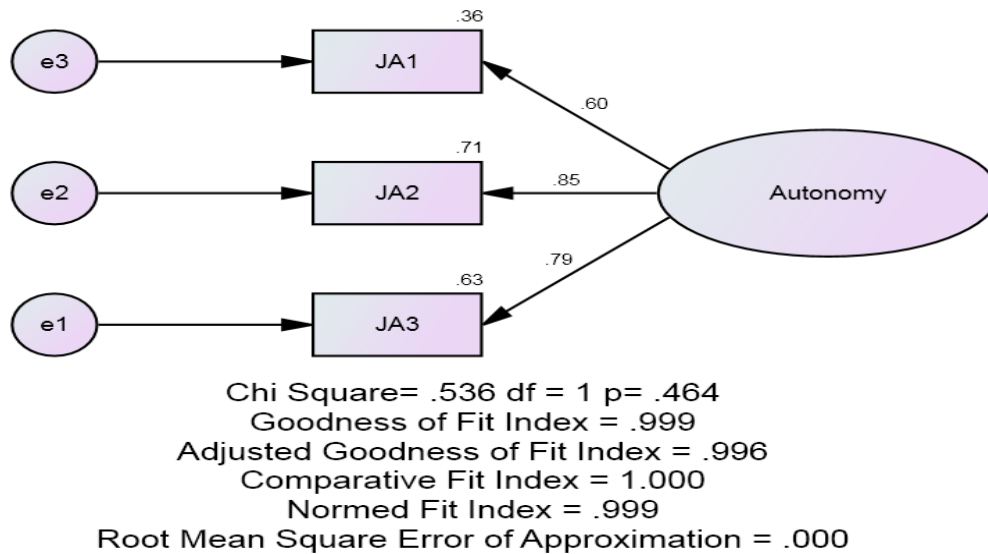 .36
e3
JA1
.60
.71
e2
JA2
.85
Autonomy
.79
.63
e1
JA3
Chi Square= .536 df = 1 p= .464
Goodness of Fit Index = .999
Adjusted Goodness of Fit Index = .996
Comparative Fit Index = 1.000
Normed Fit Index = .999
Root Mean Square Error of Approximation = .000